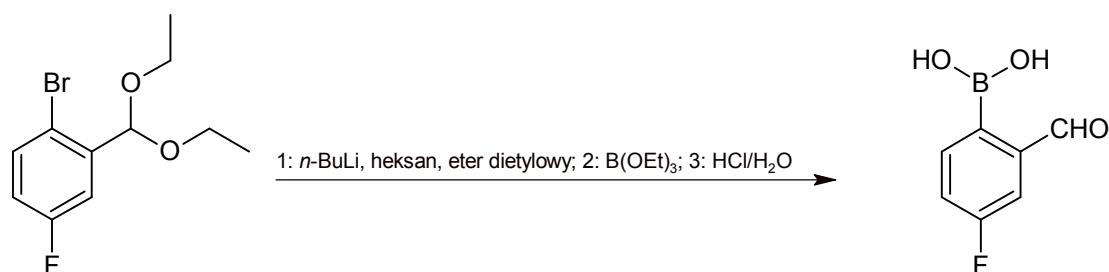 Br
O
O
F
1: n-BuLi, heksan, eter dietylowy; 2: B(OEt)₃; 3: HCl/H₂O
HO
OH
B
CHO
F